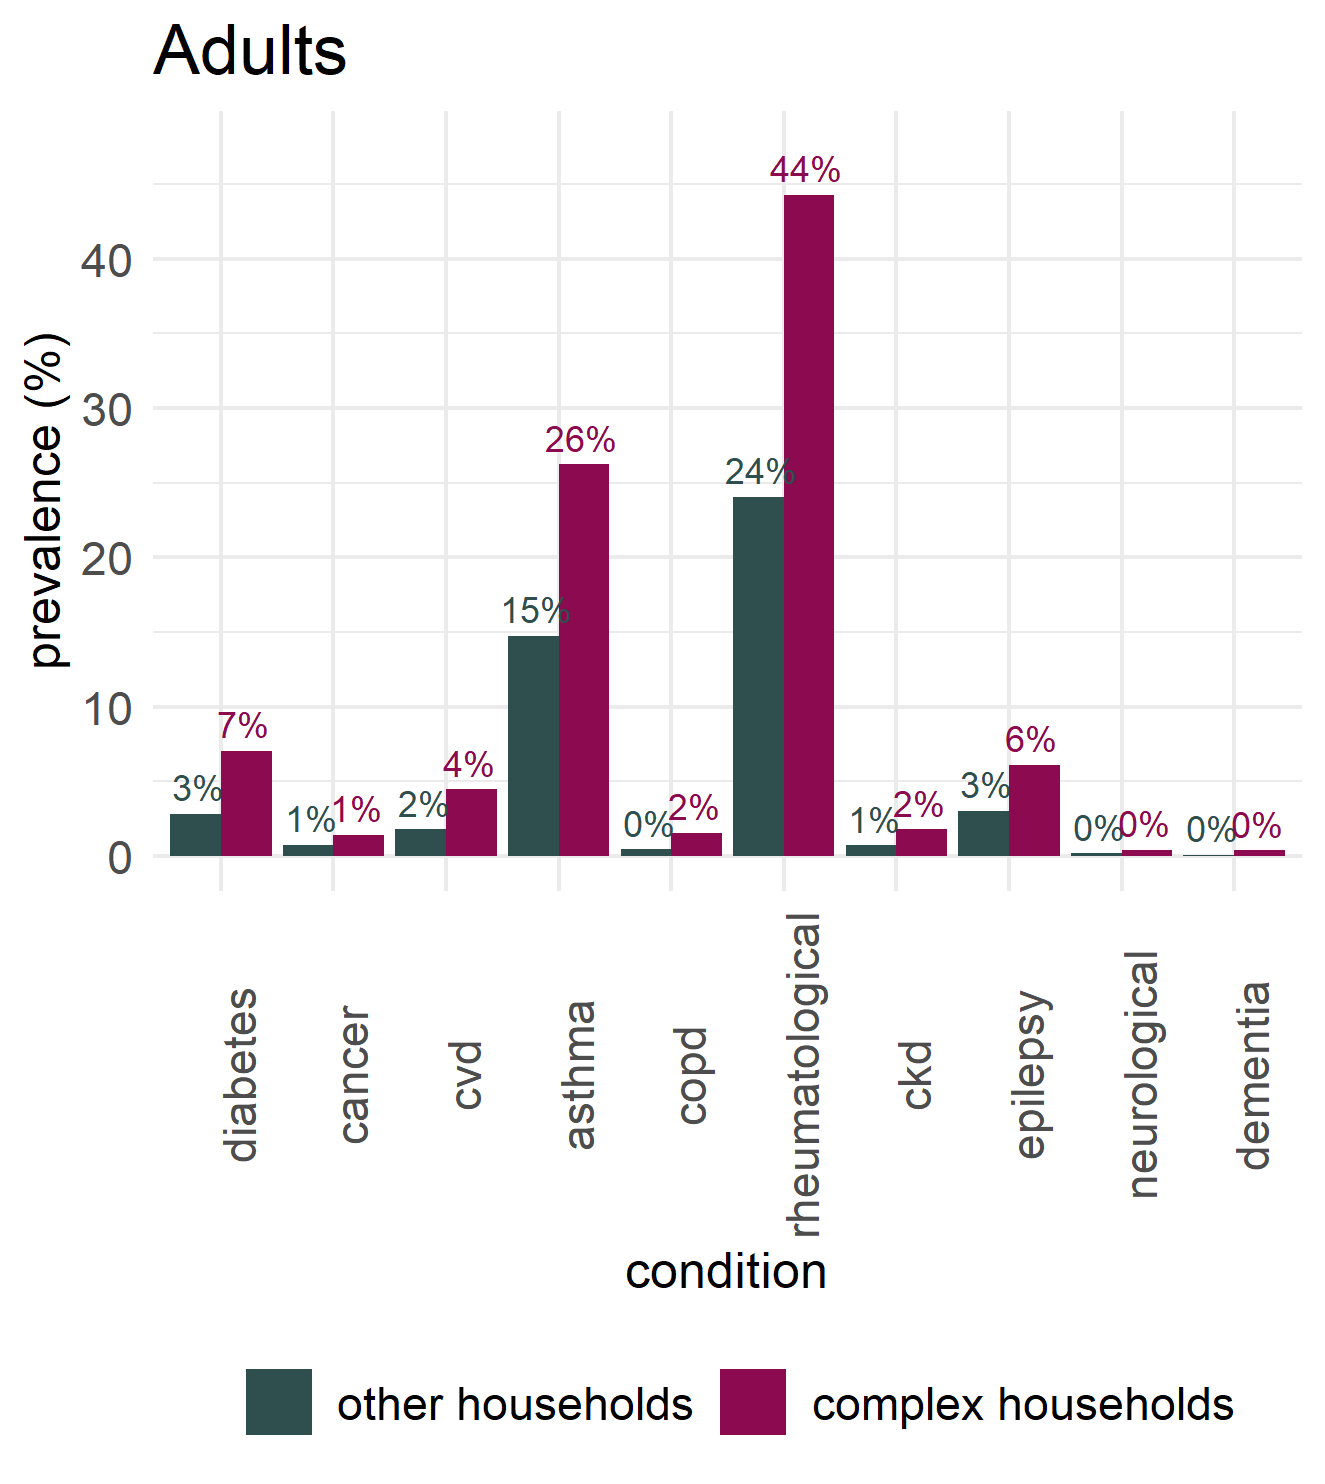 Adults
prevalence (%)
40
30
20
10
0
3%
7%
1%
1%
2%
4%
15%
26%
0%
2%
24%
44%
1%
2%
3%
6%
0%
0%
0%
0%
diabetes
cancer
cvd
asthma
copd
rheumatological
ckd
epilepsy
neurological
dementia
condition
other households
complex households